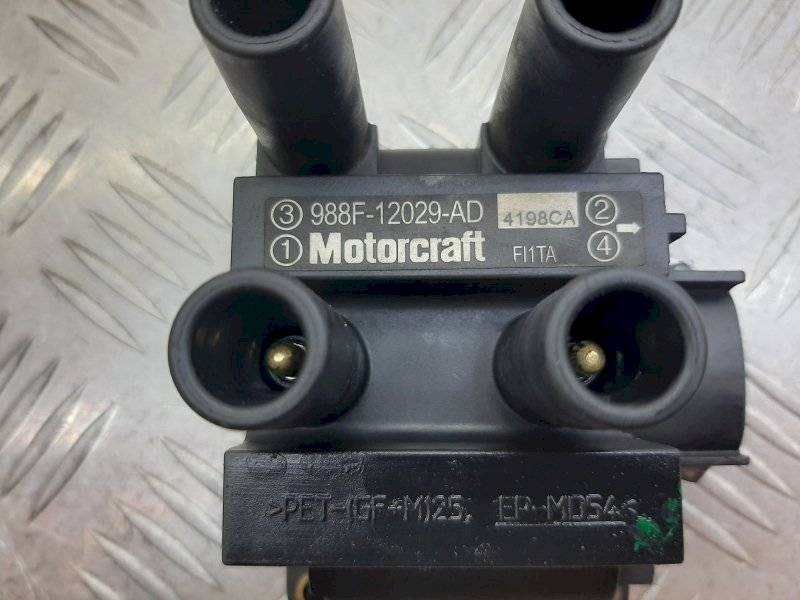 ③ 988F-12029-AD 4198CA ②
① Motorcraft FI1TA ④
>PET-(GF+M)25, EP-MD54<